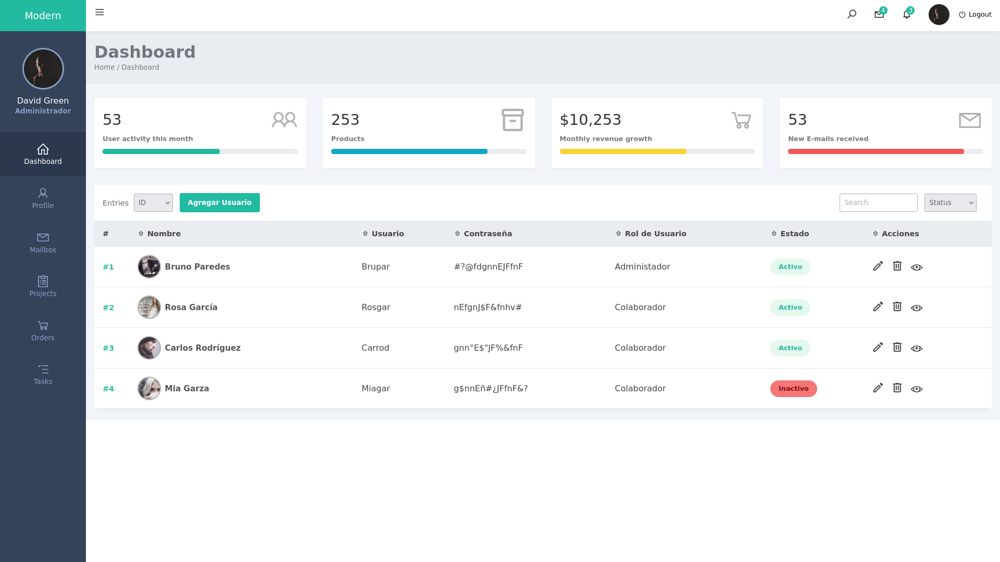 Modern
4
3
Logout
David Green
Administrador
Dashboard
Profile
Mailbox
Projects
Orders
Tasks
Dashboard
Home / Dashboard
53
User activity this month
253
Products
$10,253
Monthly revenue growth
53
New E-mails received
Entries ID Agregar Usuario Search Status
# Nombre Usuario Contraseña Rol de Usuario Estado Acciones
#1 Bruno Paredes Brupar #?@fdgnnEJFfnF Administador Activo
#2 Rosa García Rosgar nEfgnJ$F&fnhv# Colaborador Activo
#3 Carlos Rodríguez Carrod gnn°E$"JF%&fnF Colaborador Activo
#4 Mia Garza Miagar g$nnEñ#¿JFfnF&? Colaborador Inactivo